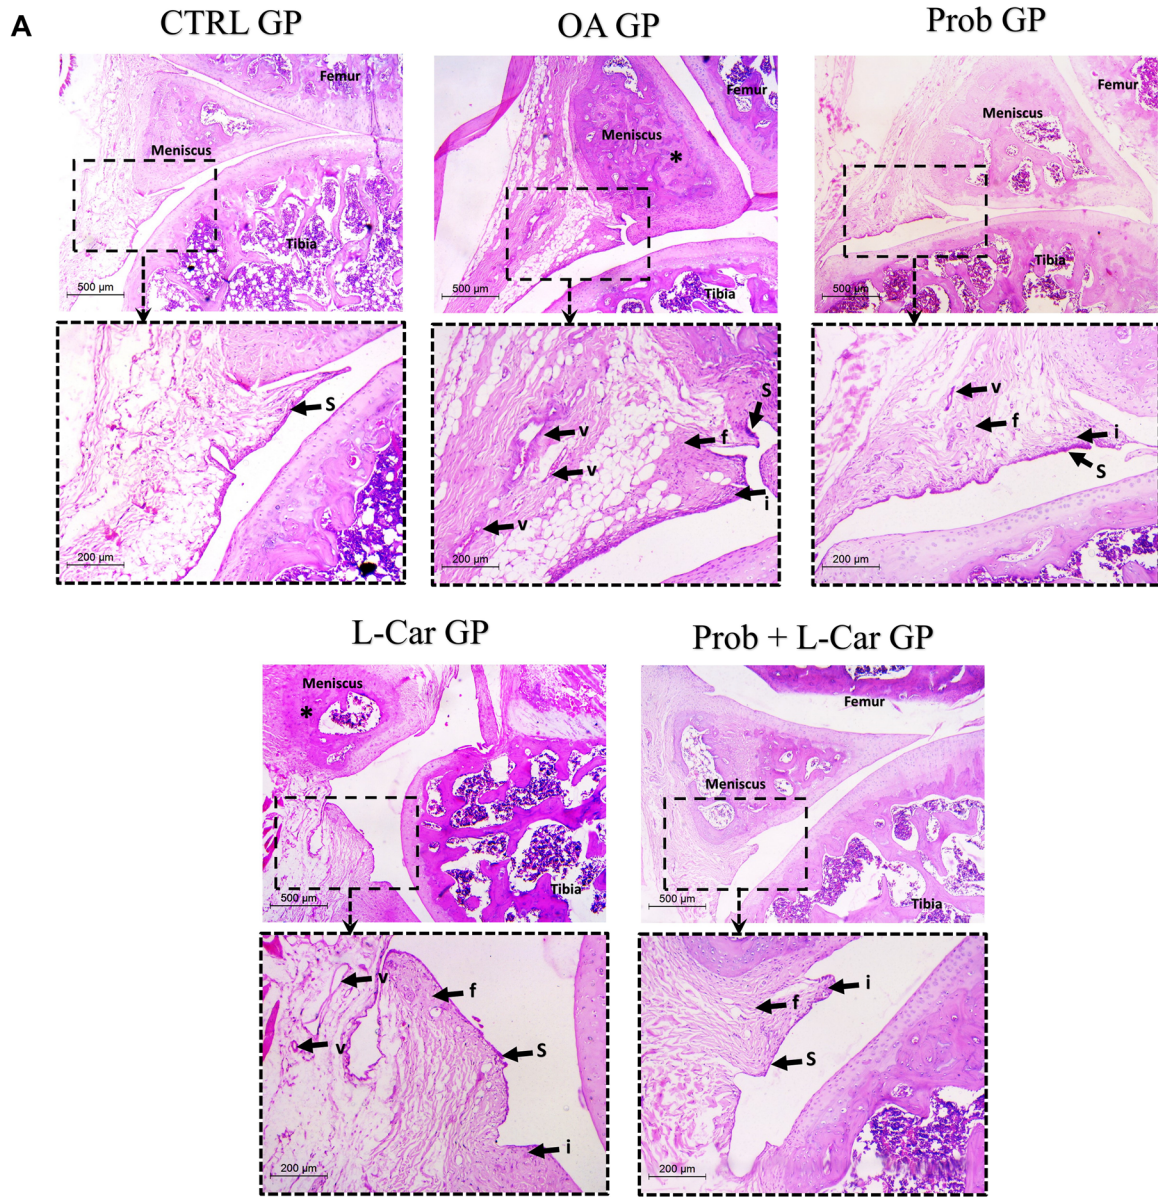 A
CTRL GP
OA GP
Prob GP
Femur
Meniscus
Tibia
500 µm
Femur
Meniscus
*
Tibia
500 µm
Femur
Meniscus
Tibia
500 µm
S
200 µm
S
v
f
v
i
v
200 µm
v
f
i
S
200 µm
L-Car GP
Prob + L-Car GP
Meniscus
*
Tibia
500 µm
Femur
Meniscus
Tibia
500 µm
v
f
v
S
i
200 µm
i
f
S
200 µm